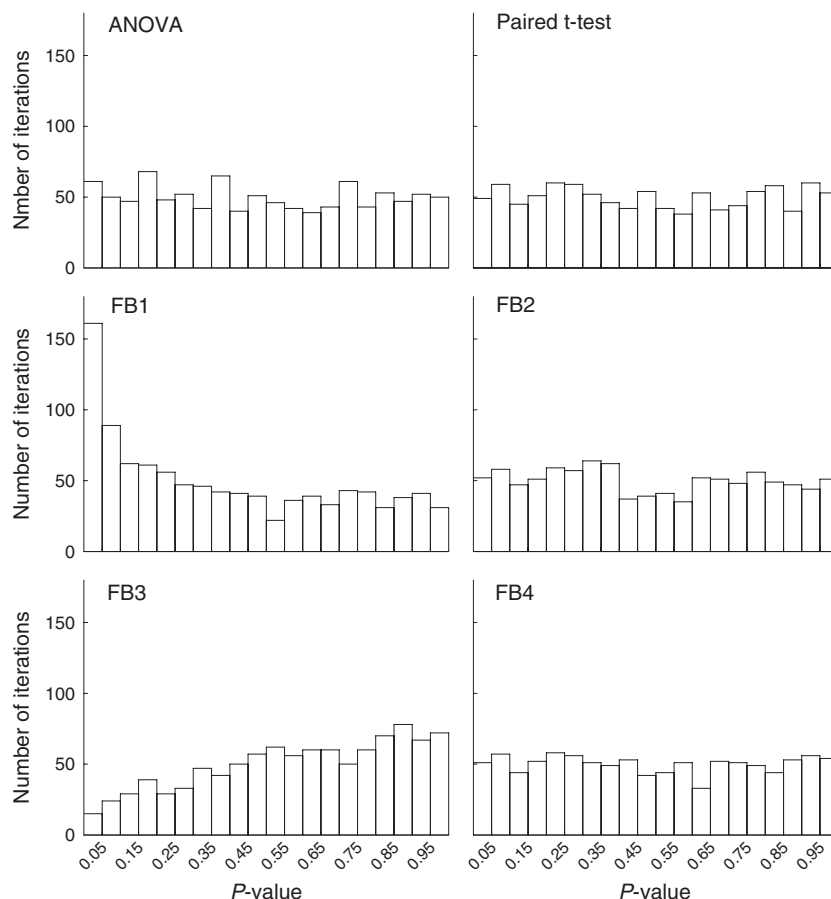 ANOVA
Paired t-test
150
100
50
0
Nmber of iterations
FB1
FB2
150
100
50
0
Number of iterations
FB3
FB4
150
100
50
0
Number of iterations
0.05 0.15 0.25 0.35 0.45 0.55 0.65 0.75 0.85 0.95
0.05 0.15 0.25 0.35 0.45 0.55 0.65 0.75 0.85 0.95
P-value
P-value